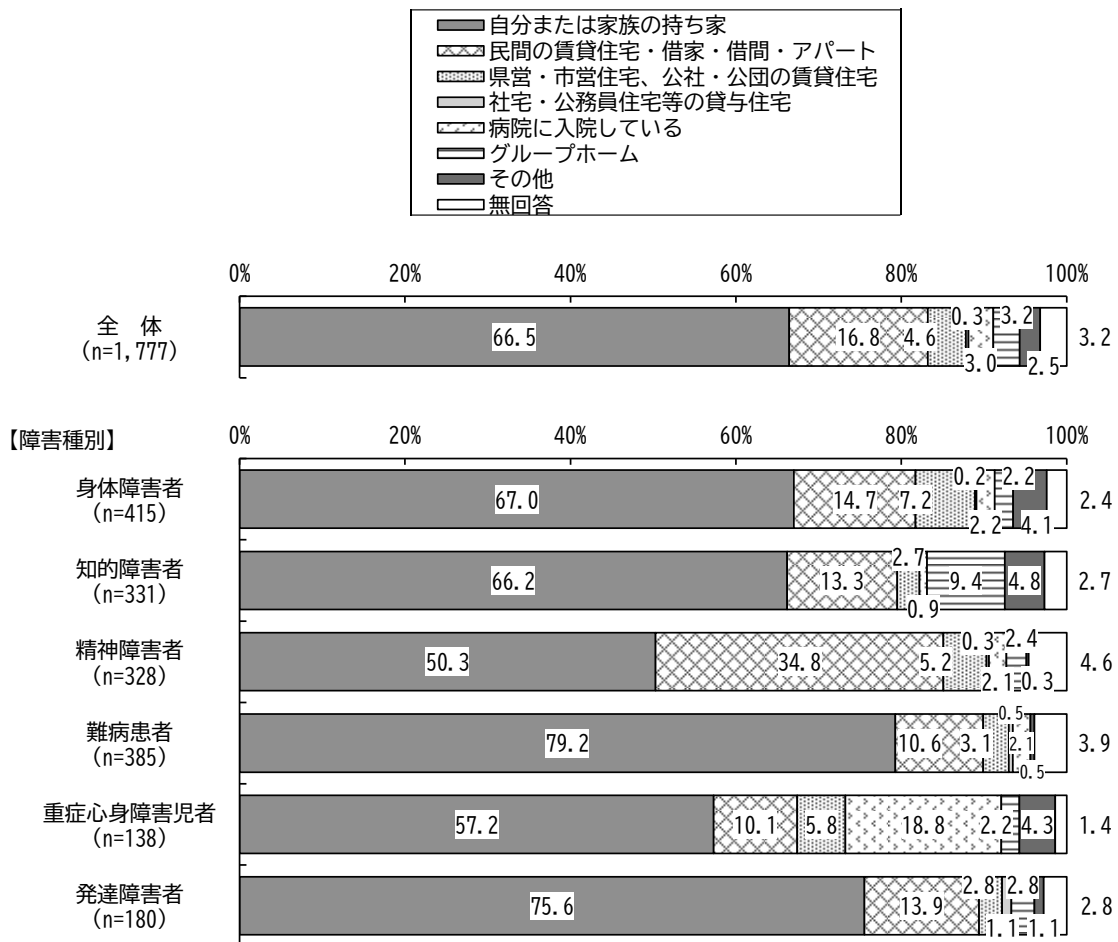 自分または家族の持ち家
民間の賃貸住宅・借家・借間・アパート
県営・市営住宅、公社・公団の賃貸住宅
社宅・公務員住宅等の貸与住宅
病院に入院している
グループホーム
その他
無回答
0% 20% 40% 60% 80% 100%
全 体
(n=1,777)
66.5 16.8 4.6 0.3 3.0 3.2 2.5 3.2
【障害種別】
0% 20% 40% 60% 80% 100%
身体障害者
(n=415)
67.0 14.7 7.2 0.2 2.2 2.2 4.1 2.4
知的障害者
(n=331)
66.2 13.3 2.7 0.9 9.4 4.8 2.7
精神障害者
(n=328)
50.3 34.8 5.2 0.3 2.1 2.4 0.3 4.6
難病患者
(n=385)
79.2 10.6 3.1 0.5 2.1 0.5 3.9
重症心身障害児者
(n=138)
57.2 10.1 5.8 18.8 2.2 4.3 1.4
発達障害者
(n=180)
75.6 13.9 2.8 1.1 2.8 1.1 2.8